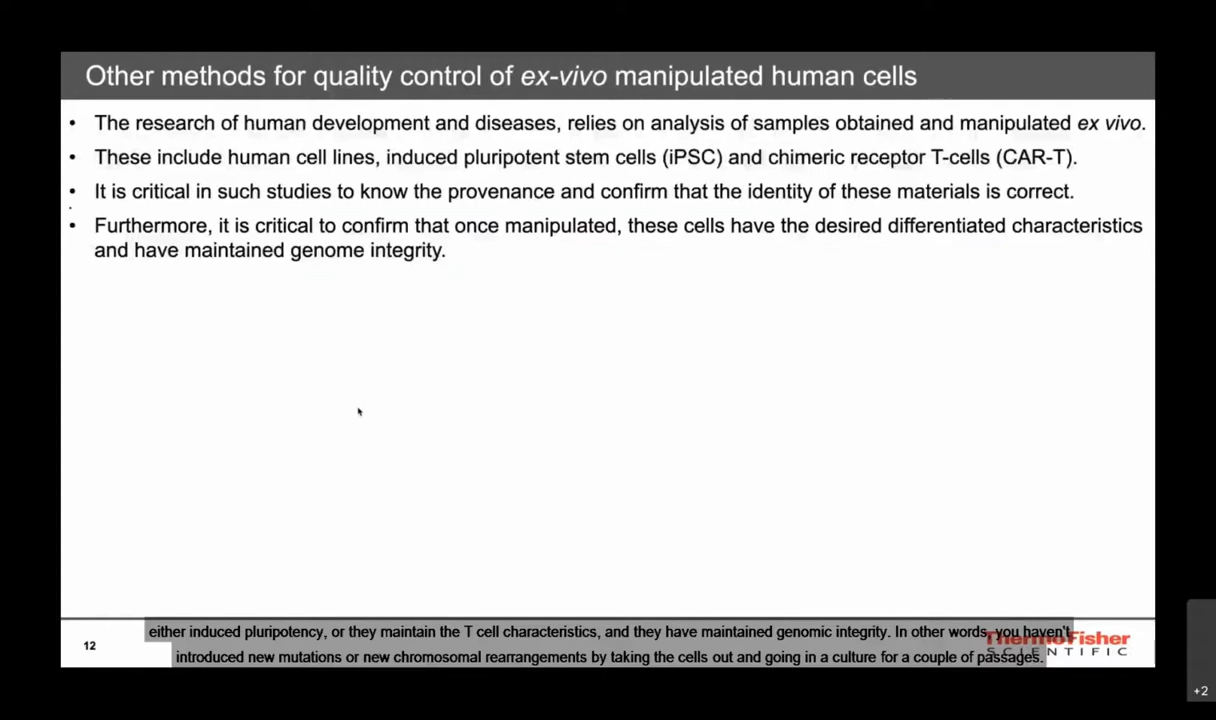 Other methods for quality control of ex-vivo manipulated human cells
• The research of human development and diseases, relies on analysis of samples obtained and manipulated ex vivo.
• These include human cell lines, induced pluripotent stem cells (iPSC) and chimeric receptor T-cells (CAR-T).
• It is critical in such studies to know the provenance and confirm that the identity of these materials is correct.
• Furthermore, it is critical to confirm that once manipulated, these cells have the desired differentiated characteristics
and have maintained genome integrity.
either induced pluripotency, or they maintain the T cell characteristics, and they have maintained genomic integrity. In other words, you haven't
introduced new mutations or new chromosomal rearrangements by taking the cells out and going in a culture for a couple of passages.
12
ThermoFisher
SCIENTIFIC
+2